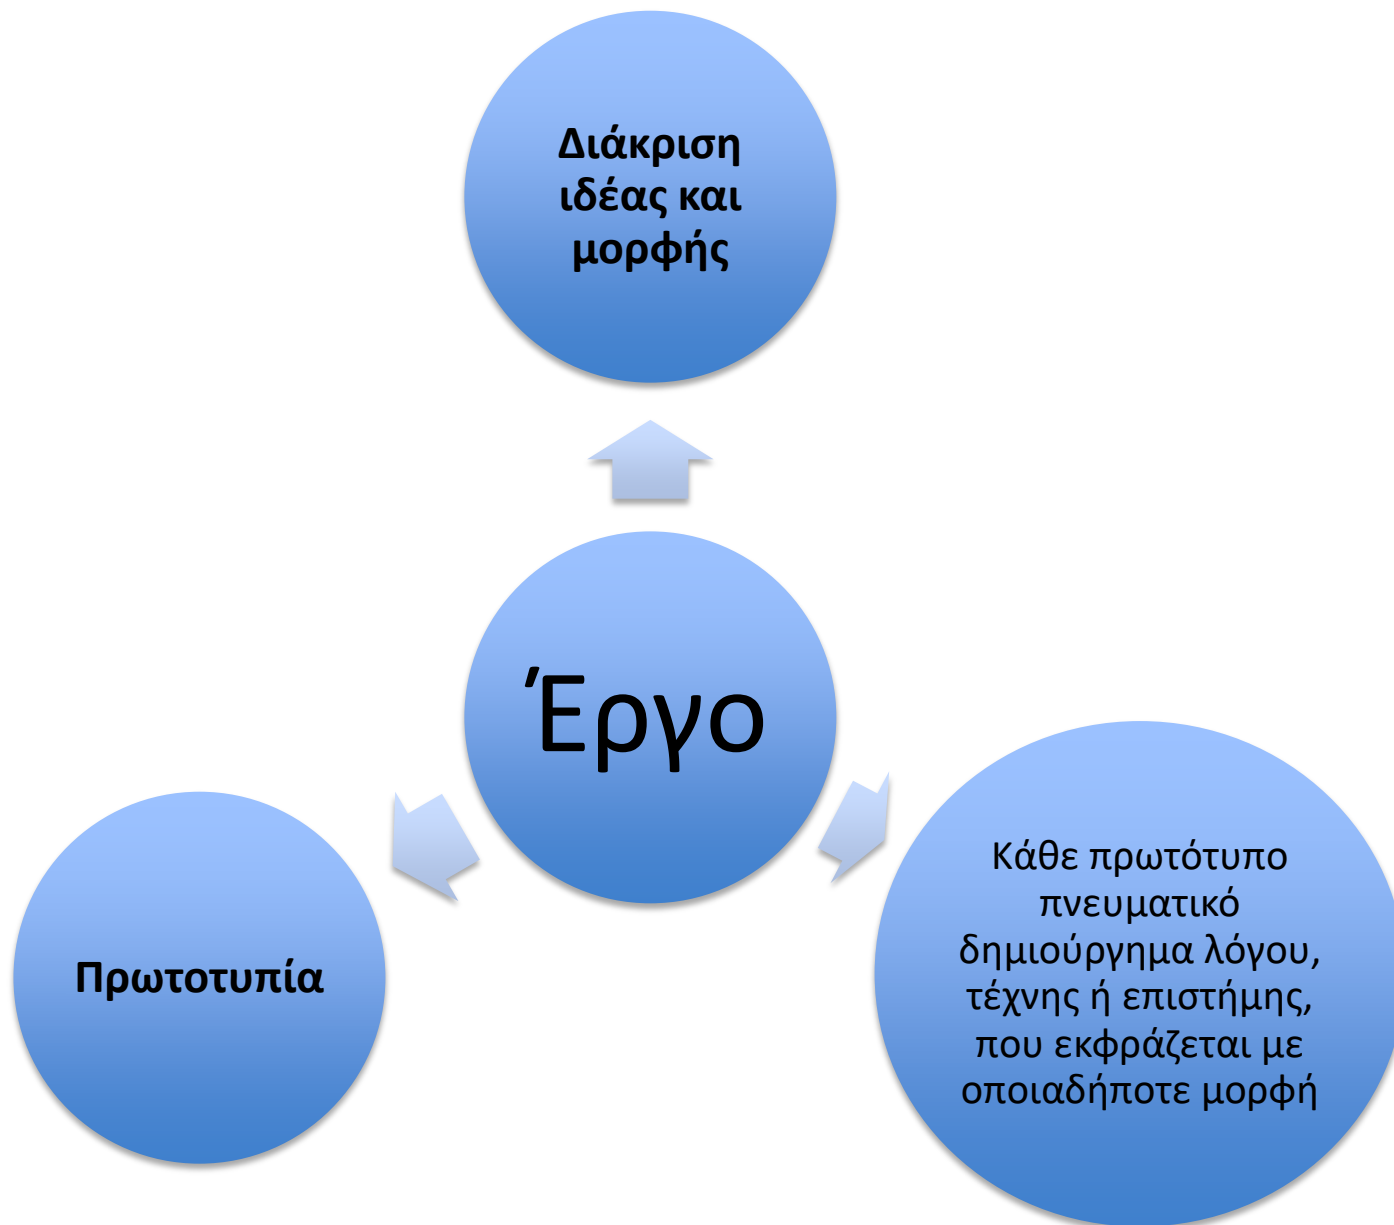 Διάκριση
ιδέας και
μορφής
Έργο
Πρωτοτυπία
Κάθε πρωτότυπο
πνευματικό
δημιούργημα λόγου,
τέχνης ή επιστήμης,
που εκφράζεται με
οποιαδήποτε μορφή